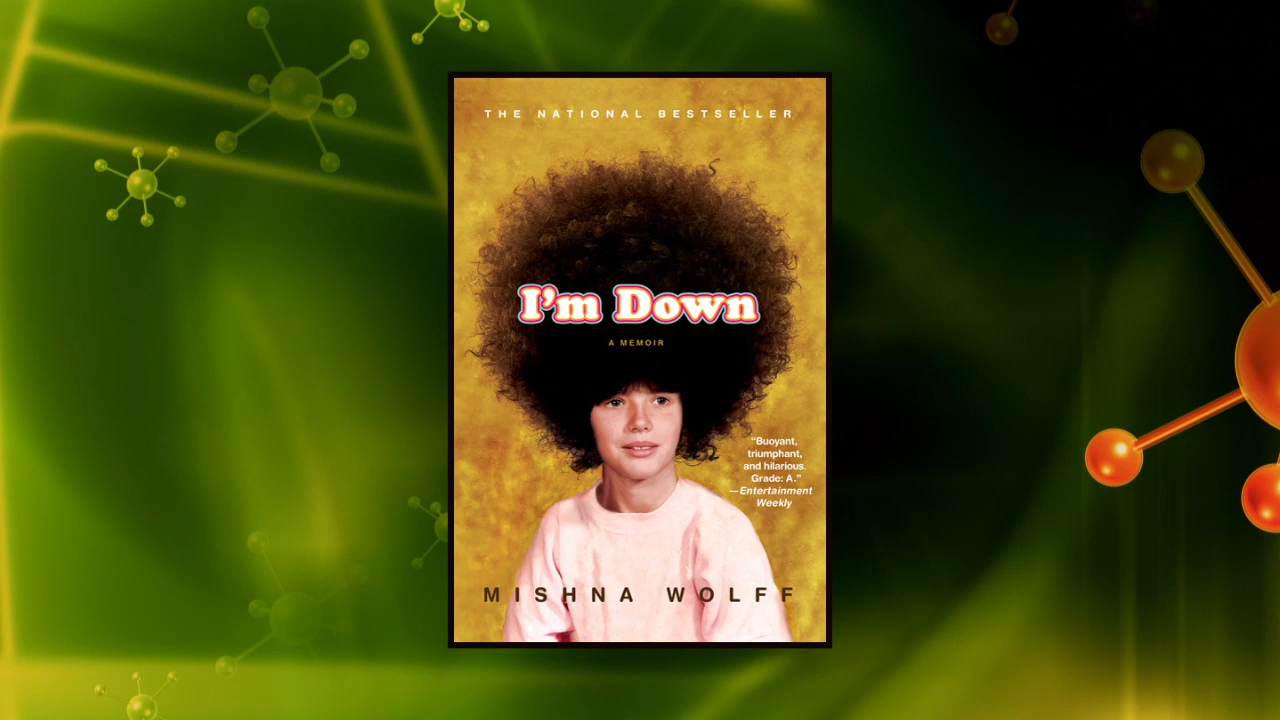 THE NATIONAL BESTSELLER
I'm Down
A MEMOIR
“Buoyant,
triumphant,
and hilarious.
Grade: A.”
—Entertainment
Weekly
MISHNA WOLFF